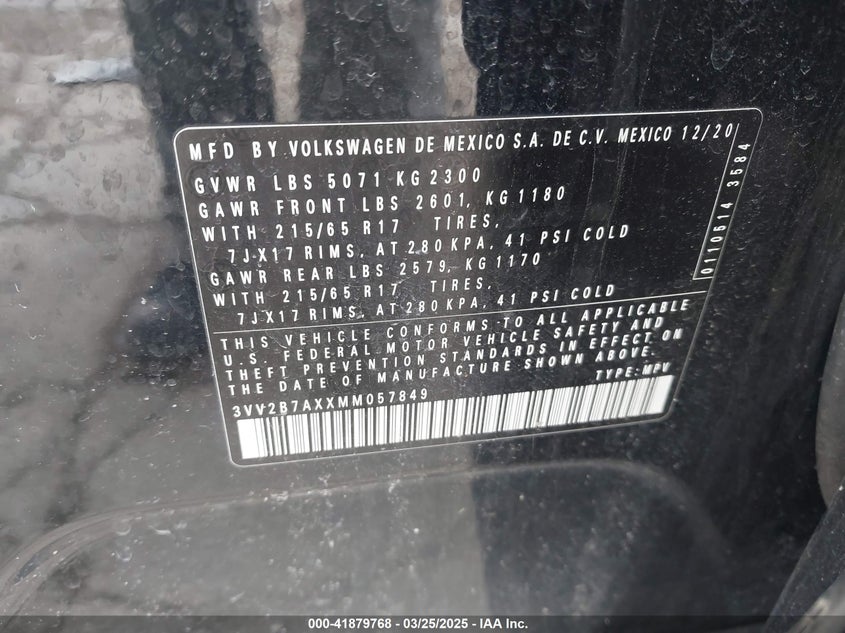 MFD BY VOLKSWAGEN DE MEXICO S.A. DE C.V. MEXICO 12/20
GVWR LBS 5071 KG 2300
GAWR FRONT LBS 2601, KG 1180
WITH 215/65 R17 TIRES,
7JX17 RIMS, AT 280 KPA, 41 PSI COLD
GAWR REAR LBS 2579, KG 1170
WITH 215/65 R17 TIRES,
7JX17 RIMS, AT 280 KPA, 41 PSI COLD
0110514 3584
THIS VEHICLE CONFORMS TO ALL APPLICABLE
U.S. FEDERAL MOTOR VEHICLE SAFETY AND
THEFT PREVENTION STANDARDS IN EFFECT ON
THE DATE OF MANUFACTURE SHOWN ABOVE.
TYPE:MPV
3VV2B7AXXMM057849
000-41879768 - 03/25/2025 - IAA Inc.